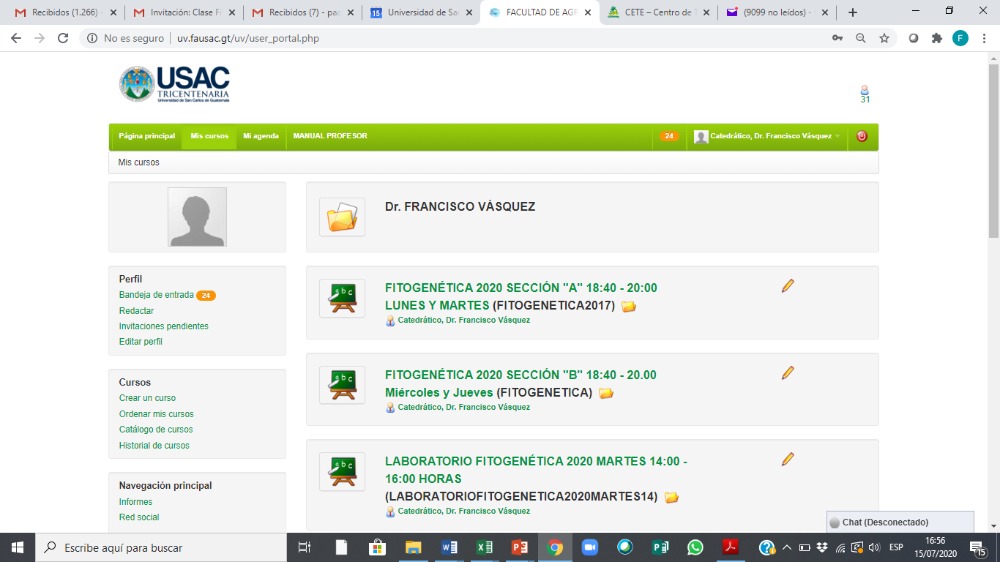 Recibidos (1.266) -
Invitación: Clase Fi
Recibidos (7) - pac
15
Universidad de Sar
FACULTAD DE AGR
CETE – Centro de T
(9099 no leídos) -
No es seguro
uv.fausac.gt/uv/user_portal.php
F
USAC
TRICENTENARIA
Universidad de San Carlos de Guatemala
31
Página principal
Mis cursos
Mi agenda
MANUAL PROFESOR
24
Catedrático, Dr. Francisco Vásquez
Mis cursos
Dr. FRANCISCO VÁSQUEZ
Perfil
Bandeja de entrada 24
Redactar
Invitaciones pendientes
Editar perfil
FITOGENÉTICA 2020 SECCIÓN "A" 18:40 - 20:00
LUNES Y MARTES (FITOGENETICA2017)
Catedrático, Dr. Francisco Vásquez
Cursos
Crear un curso
Ordenar mis cursos
Catálogo de cursos
Historial de cursos
FITOGENÉTICA 2020 SECCIÓN "B" 18:40 - 20.00
Miércoles y Jueves (FITOGENETICA)
Catedrático, Dr. Francisco Vásquez
Navegación principal
Informes
Red social
abc
LABORATORIO FITOGENÉTICA 2020 MARTES 14:00 -
16:00 HORAS
(LABORATORIOFITOGENETICA2020MARTES14)
Catedrático, Dr. Francisco Vásquez
Chat (Desconectado)
Escribe aquí para buscar
ESP
16:56
15/07/2020
15